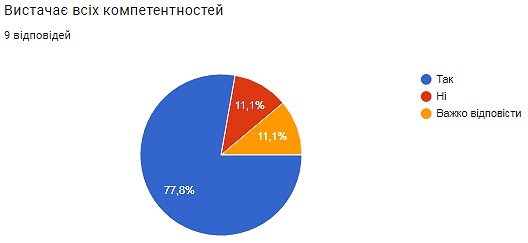 Вистачає всіх компетентностей
9 відповідей
Так
Ні
Важко відповісти
11,1%
11,1%
77,8%